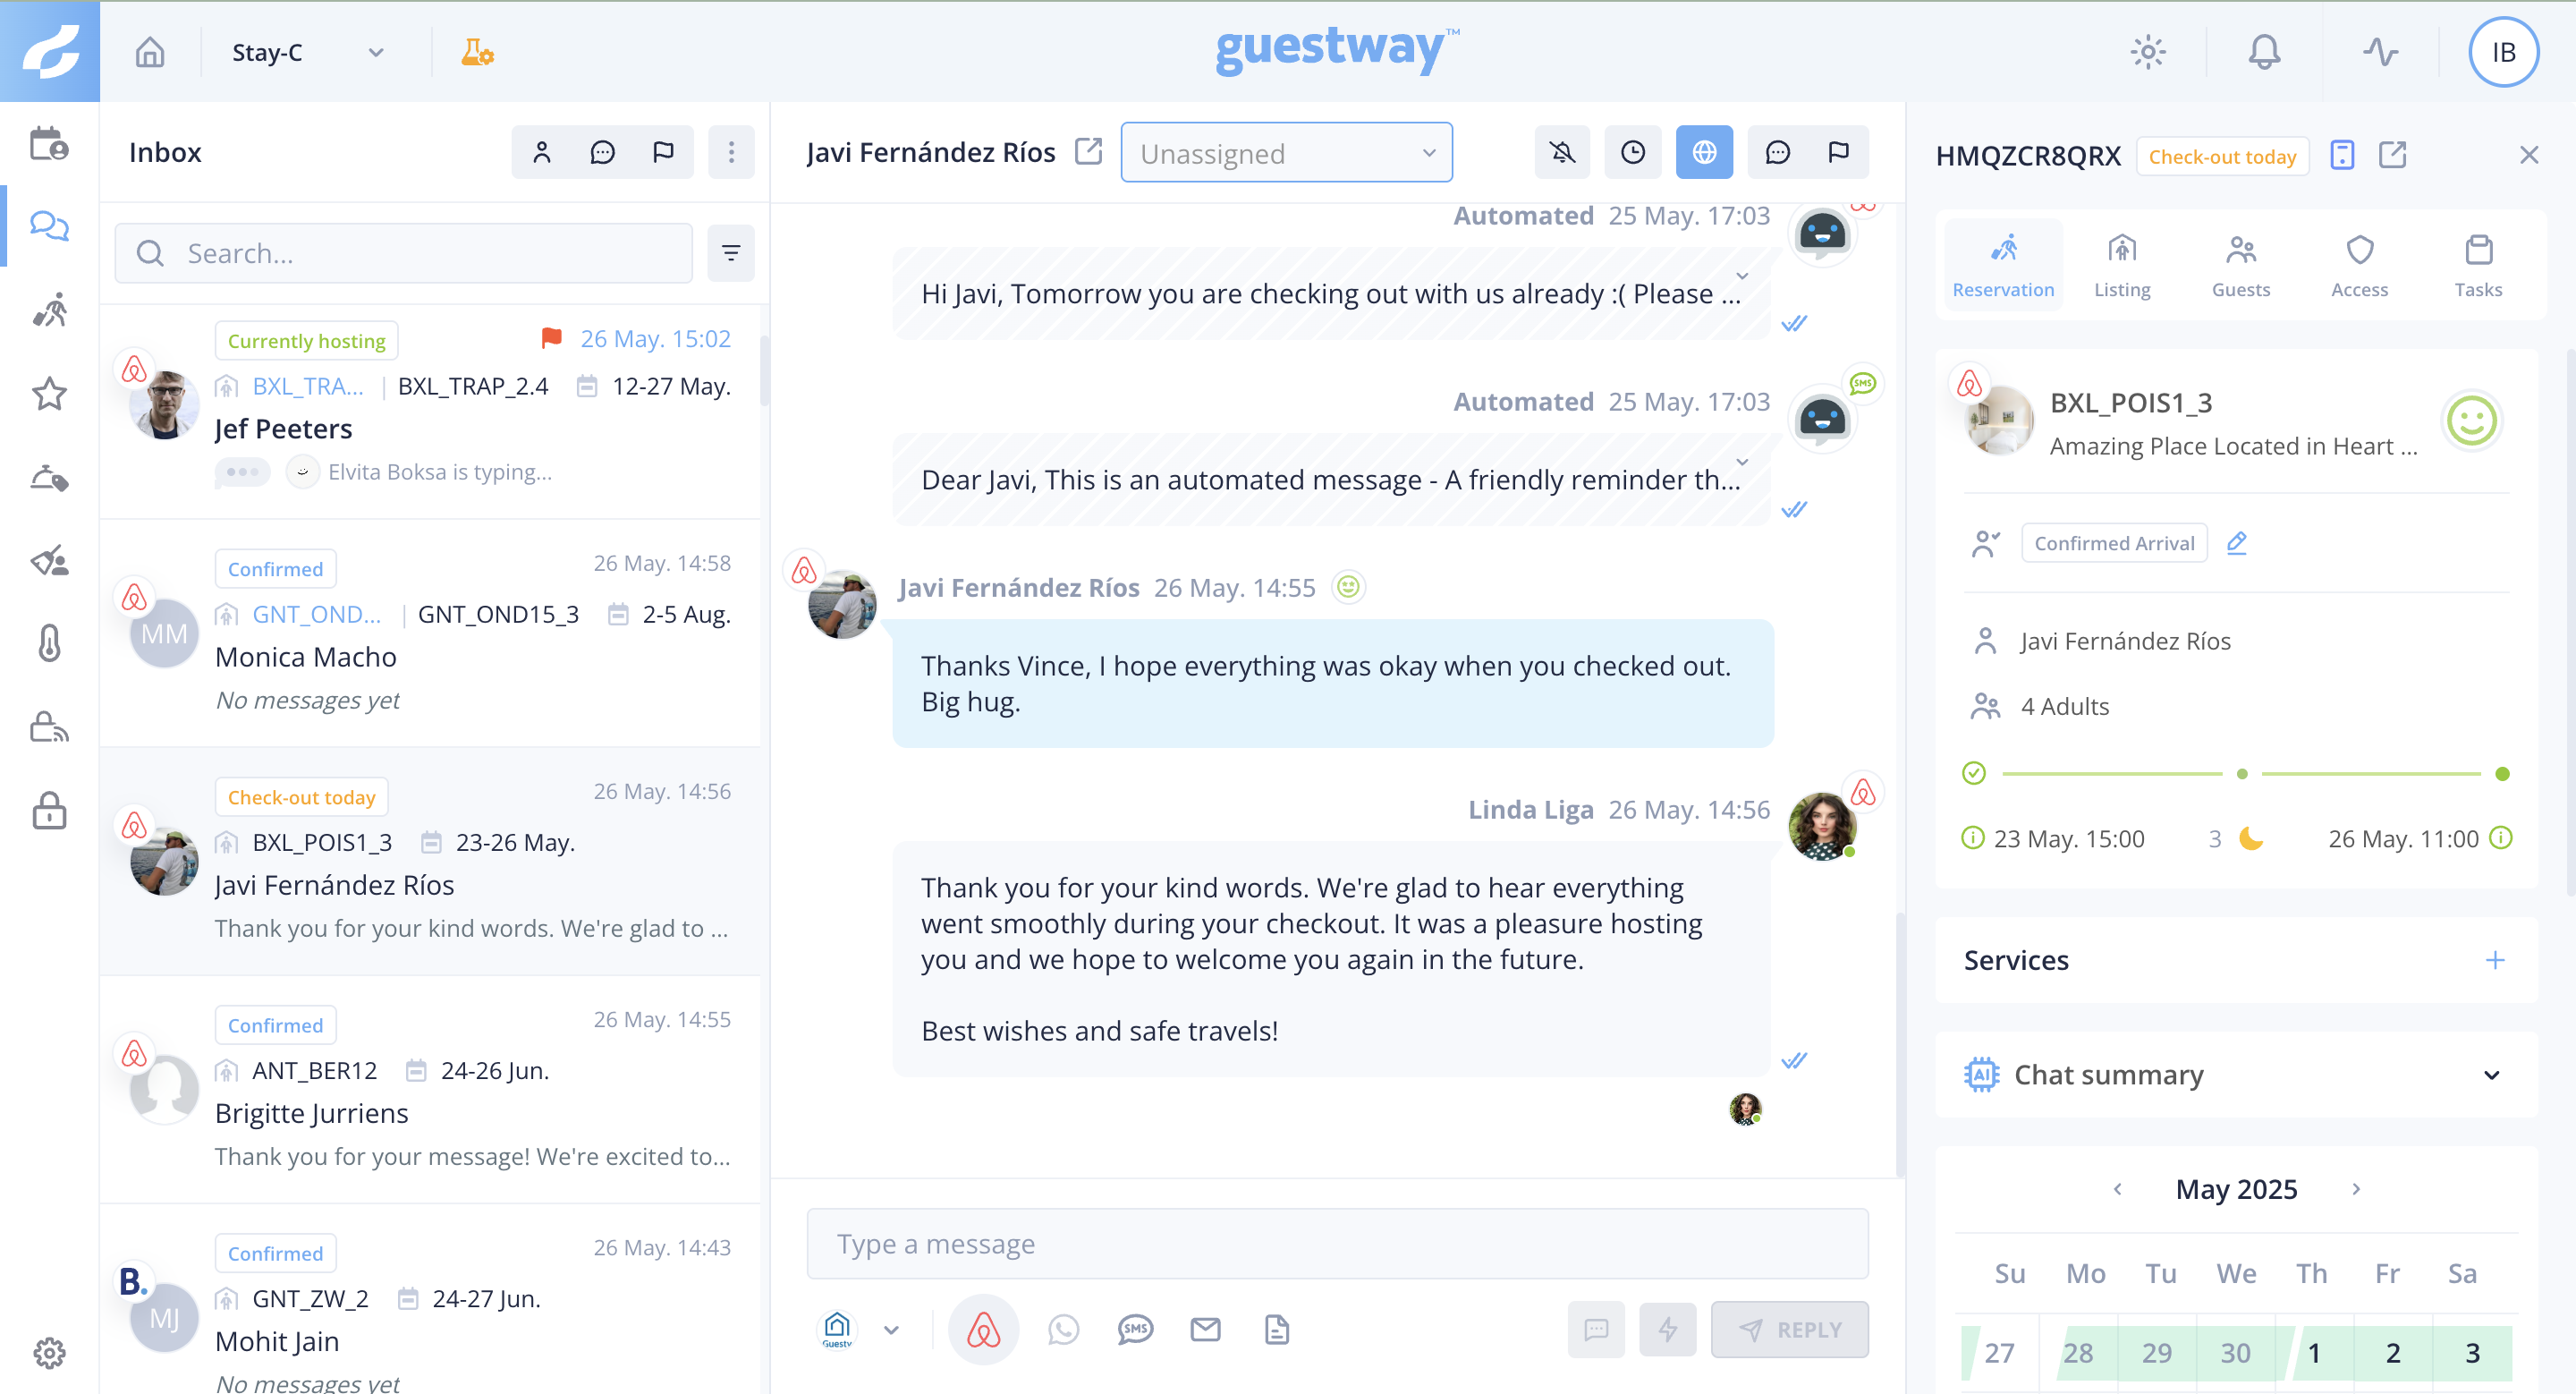 Stay-C
guestway™
IB
Inbox
Search...
Currently hosting
26 May. 15:02
BXL_TRA... | BXL_TRAP_2.4 12-27 May.
Jef Peeters
Elvita Boksa is typing...
Confirmed
26 May. 14:58
MM
GNT_OND... | GNT_OND15_3 2-5 Aug.
Monica Macho
No messages yet
Check-out today
26 May. 14:56
BXL_POIS1_3 23-26 May.
Javi Fernández Ríos
Thank you for your kind words. We're glad to ...
Confirmed
26 May. 14:55
ANT_BER12 24-26 Jun.
Brigitte Jurriens
Thank you for your message! We're excited to...
Confirmed
26 May. 14:43
B.
MJ
GNT_ZW_2 24-27 Jun.
Mohit Jain
No messages yet
Javi Fernández Ríos
Unassigned
Automated 25 May. 17:03
Hi Javi, Tomorrow you are checking out with us already :( Please ...
Automated 25 May. 17:03
SMS
Dear Javi, This is an automated message - A friendly reminder th...
Javi Fernández Ríos 26 May. 14:55
Thanks Vince, I hope everything was okay when you checked out.
Big hug.
Linda Liga 26 May. 14:56
Thank you for your kind words. We're glad to hear everything
went smoothly during your checkout. It was a pleasure hosting
you and we hope to welcome you again in the future.
Best wishes and safe travels!
Type a message
Guesty
SMS
REPLY
HMQZCR8QRX
Check-out today
Reservation
Listing
Guests
Access
Tasks
BXL_POIS1_3
Amazing Place Located in Heart ...
Confirmed Arrival
Javi Fernández Ríos
4 Adults
23 May. 15:00 3 26 May. 11:00
Services
AI Chat summary
May 2025
Su Mo Tu We Th Fr Sa
27 28 29 30 1 2 3